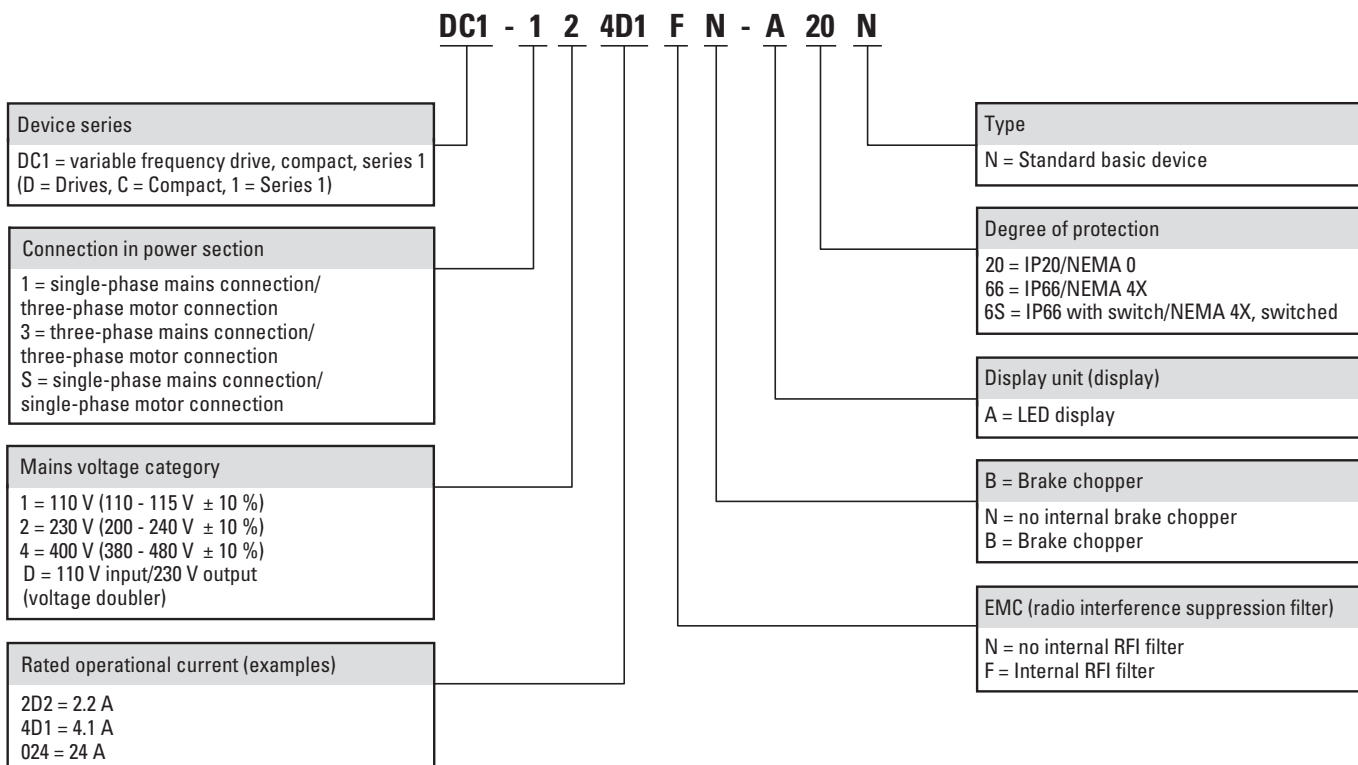 DC1 - 1 2 4D1 F N - A 20 N
Device series
DC1 = variable frequency drive, compact, series 1
(D = Drives, C = Compact, 1 = Series 1)
Connection in power section
1 = single-phase mains connection/
three-phase motor connection
3 = three-phase mains connection/
three-phase motor connection
S = single-phase mains connection/
single-phase motor connection
Mains voltage category
1 = 110 V (110 - 115 V ± 10 %)
2 = 230 V (200 - 240 V ± 10 %)
4 = 400 V (380 - 480 V ± 10 %)
D = 110 V input/230 V output
(voltage doubler)
Rated operational current (examples)
2D2 = 2.2 A
4D1 = 4.1 A
024 = 24 A
Type
N = Standard basic device
Degree of protection
20 = IP20/NEMA 0
66 = IP66/NEMA 4X
6S = IP66 with switch/NEMA 4X, switched
Display unit (display)
A = LED display
B = Brake chopper
N = no internal brake chopper
B = Brake chopper
EMC (radio interference suppression filter)
N = no internal RFI filter
F = Internal RFI filter